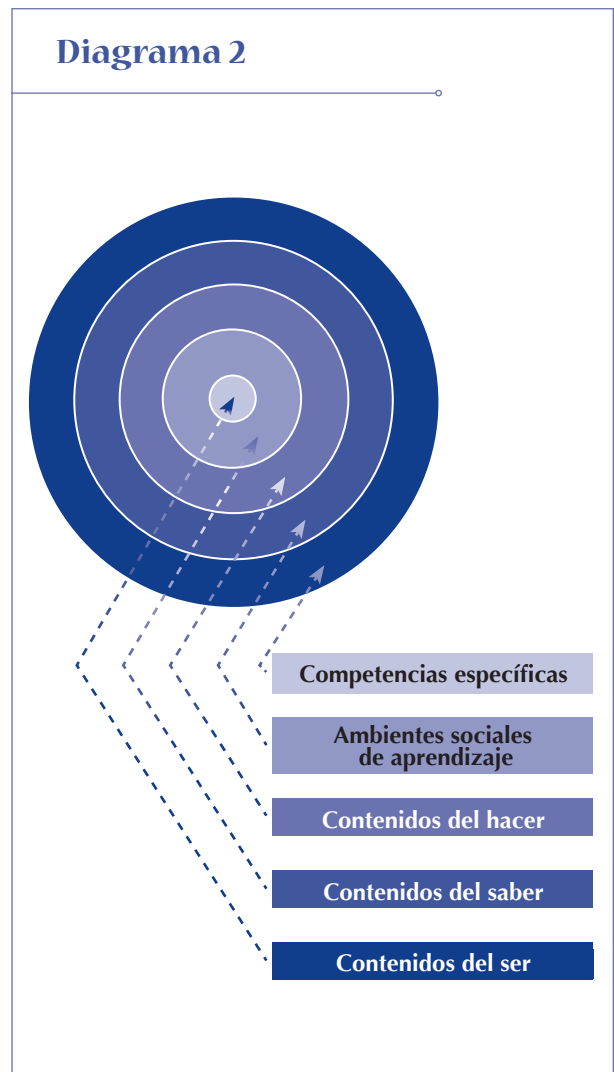 Diagrama 2
Competencias específicas
Ambientes sociales
de aprendizaje
Contenidos del hacer
Contenidos del saber
Contenidos del ser